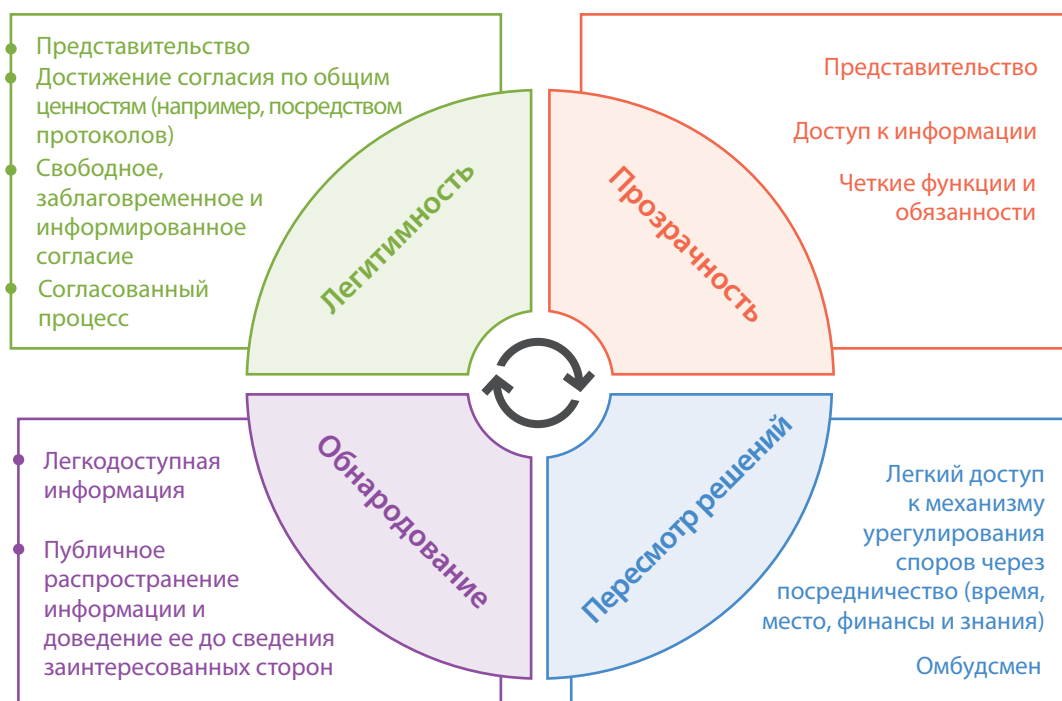 Представительство
Достижение согласия по общим
ценностям (например, посредством
протоколов)
Свободное,
заблаговременное и
информированное
согласие
Согласованный
процесс
Легитимность
Прозрачность
Представительство
Доступ к информации
Четкие функции и
обязанности
Легкодоступная
информация
Публичное
распространение
информации и
доведение ее до сведения
заинтересованных сторон
Обнародование
Пересмотр решений
Легкий доступ
к механизму
урегулирования
споров через
посредничество (время,
место, финансы и знания)
Омбудсмен